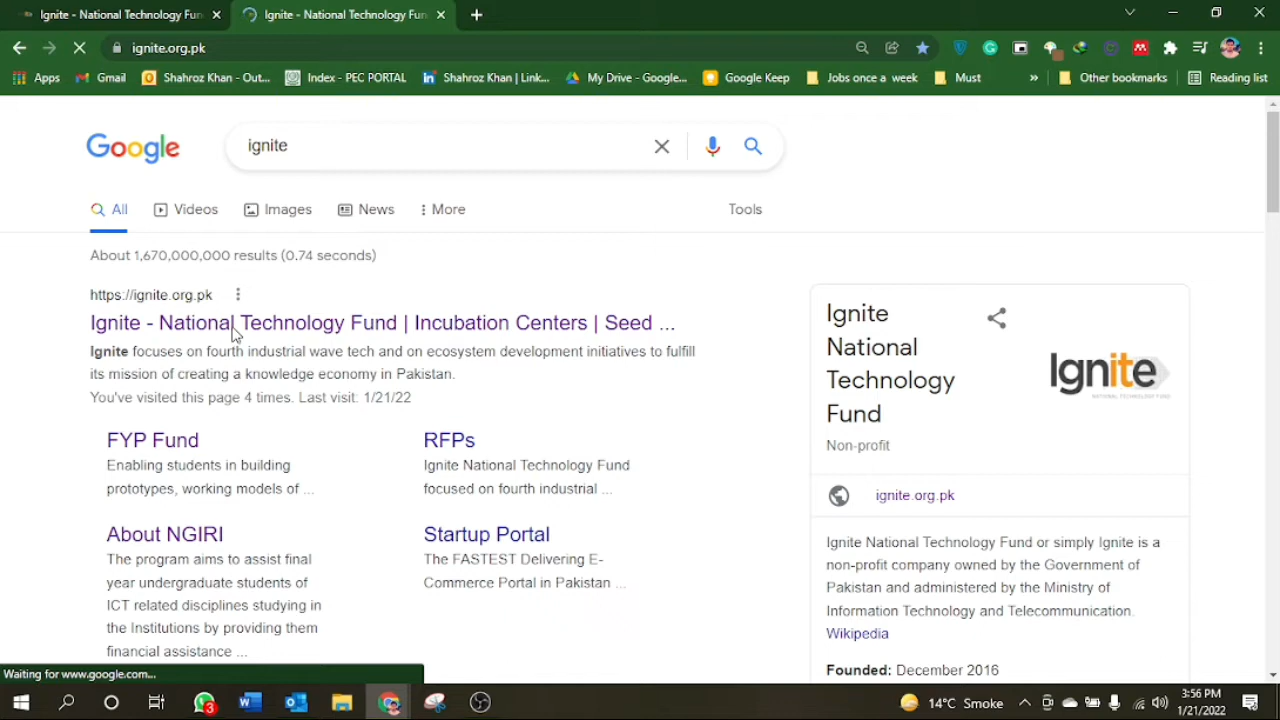 Ignite - National Technology Fun
Ignite - National Technology Fun
ignite.org.pk
Apps
Gmail
Shahroz Khan - Out...
Index - PEC PORTAL
Shahroz Khan | Link...
My Drive - Google...
Google Keep
Jobs once a week
Must
»
Other bookmarks
Reading list
Google
ignite
All
Videos
Images
News
More
Tools
About 1,670,000,000 results (0.74 seconds)
https://ignite.org.pk
Ignite - National Technology Fund | Incubation Centers | Seed ...
Ignite focuses on fourth industrial wave tech and on ecosystem development initiatives to fulfill
its mission of creating a knowledge economy in Pakistan.
You've visited this page 4 times. Last visit: 1/21/22
FYP Fund
Enabling students in building
prototypes, working models of ...
RFPs
Ignite National Technology Fund
focused on fourth industrial ...
About NGIRI
The program aims to assist final
year undergraduate students of
ICT related disciplines studying in
the Institutions by providing them
financial assistance ...
Startup Portal
The FASTEST Delivering E-
Commerce Portal in Pakistan ...
Ignite
National
Technology
Fund
Non-profit
Ignite
NATIONAL TECHNOLOGY FUND
ignite.org.pk
Ignite National Technology Fund or simply Ignite is a
non-profit company owned by the Government of
Pakistan and administered by the Ministry of
Information Technology and Telecommunication.
Wikipedia
Founded: December 2016
Waiting for www.google.com...
3
14°C Smoke
3:56 PM
1/21/2022